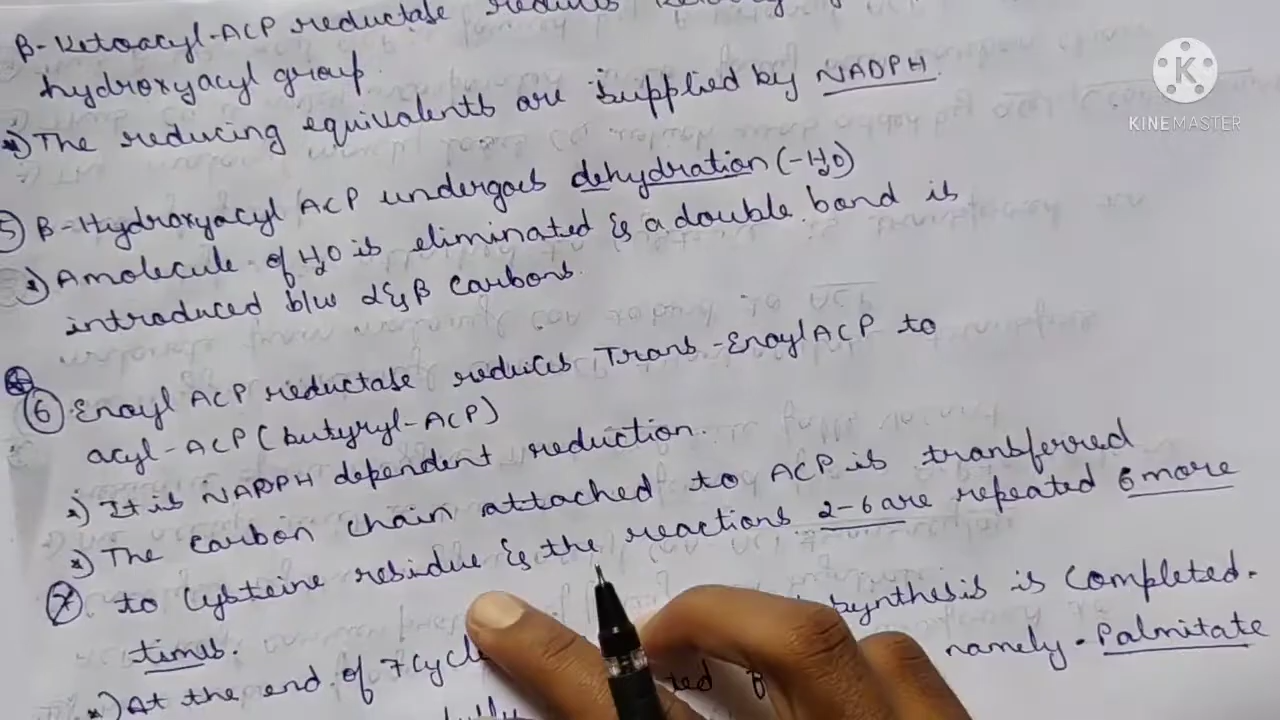 β-Ketoacyl-ACP reductase reduces
hydroxyacyl group.
*) The reducing equivalents are supplied by NADPH.
5) β-Hydroxyacyl ACP undergoes dehydration (-H2O)
*) A molecule of H2O is eliminated & a double bond is
introduced b/w α & β carbons.
6) Enoyl ACP reductase reduces Trans-Enoyl ACP to
acyl-ACP (butyryl-ACP)
*) It is NADPH dependent reduction.
*) The carbon chain attached to ACP is transferred
7) to cysteine residue & the reactions 2-6 are repeated 6 more
times.
*) At the end of 7 cycle synthesis is completed.
namely - Palmitate
KINEMASTER